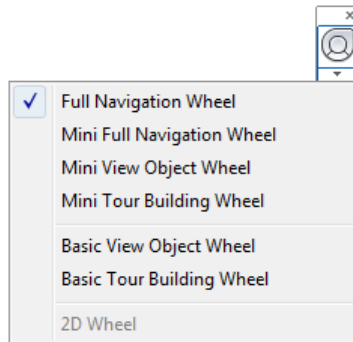 Full Navigation Wheel
Mini Full Navigation Wheel
Mini View Object Wheel
Mini Tour Building Wheel
Basic View Object Wheel
Basic Tour Building Wheel
2D Wheel